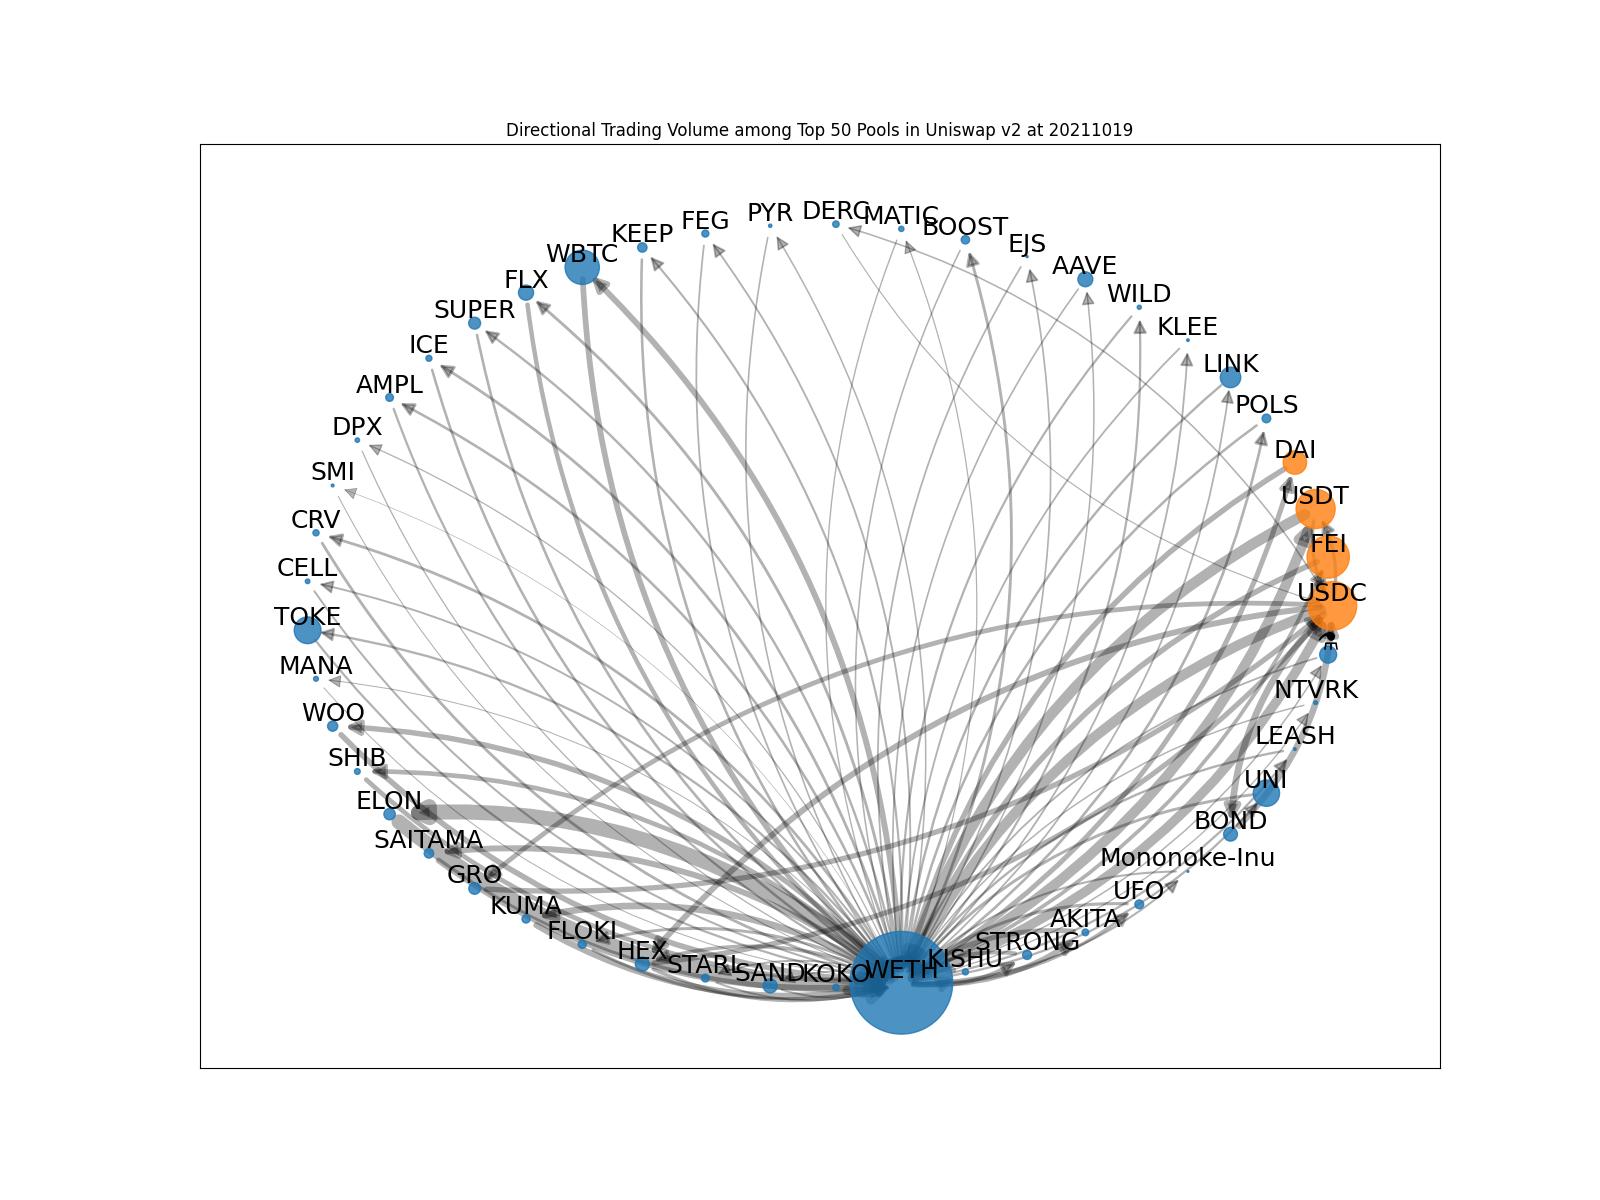 Directional Trading Volume among Top 50 Pools in Uniswap v2 at 20211019
DERC
MATIC
PYR
FEG
BOOST
KEEP
EJS
WBTC
AAVE
FLX
WILD
SUPER
KLEE
ICE
LINK
AMPL
POLS
DPX
DAI
SMI
USDT
CRV
FEI
CELL
USDC
TOKE
MANA
NTVRK
WOO
LEASH
SHIB
UNI
ELON
BOND
SAITAMA
Mononoke-Inu
GRO
UFO
KUMA
AKITA
FLOKI
STRONG
HEX
KISHU
STARL
SAND
KOKO
WETH